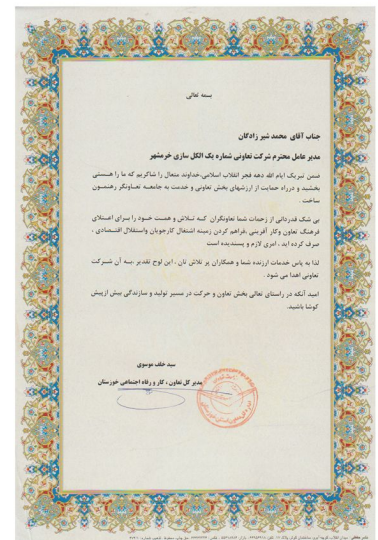 بسمه تعالی
جناب آقای محمد شیرزادگان
مدیر عامل محترم شرکت تعاونی شماره یک الکل سازی خرمشهر
ضمن تبریک ایام الله دهه فجر انقلاب اسلامی،خداوند متعال را شاکریم که ما را هستی
بخشید و درراه حمایت از ارزشهای بخش تعاونی و خدمت به جامعه تعاونگر رهنمون
ساخت .
بی شک قدردانی از زحمات شما تعاونگران که تلاش و همت خود را برای اعتلای
فرهنگ تعاون وکار آفرینی ،فراهم کردن زمینه اشتغال کارجویان واستقلال اقتصادی ،
صرف کرده اید ، امری لازم و پسندیده است
لذا به پاس خدمات ارزنده شما و همکاران پر تلاش تان ، این لوح تقدیر ،به آن شرکت
تعاونی اهدا می شود .
امید آنکه در راستای تعالی بخش تعاون و حرکت در مسیر تولید و سازندگی بیش ازپیش
کوشا باشید.
سید خلف موسوی
مدیر کل تعاون ، کار و رفاه اجتماعی خوزستان